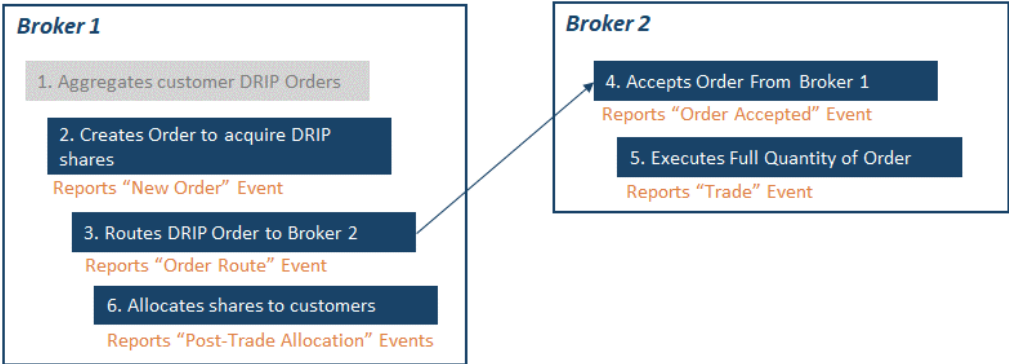 Broker 1
1. Aggregates customer DRIP Orders
2. Creates Order to acquire DRIP
shares
Reports “New Order” Event
3. Routes DRIP Order to Broker 2
Reports “Order Route” Event
6. Allocates shares to customers
Reports “Post-Trade Allocation” Events
Broker 2
4. Accepts Order From Broker 1
Reports “Order Accepted” Event
5. Executes Full Quantity of Order
Reports “Trade” Event